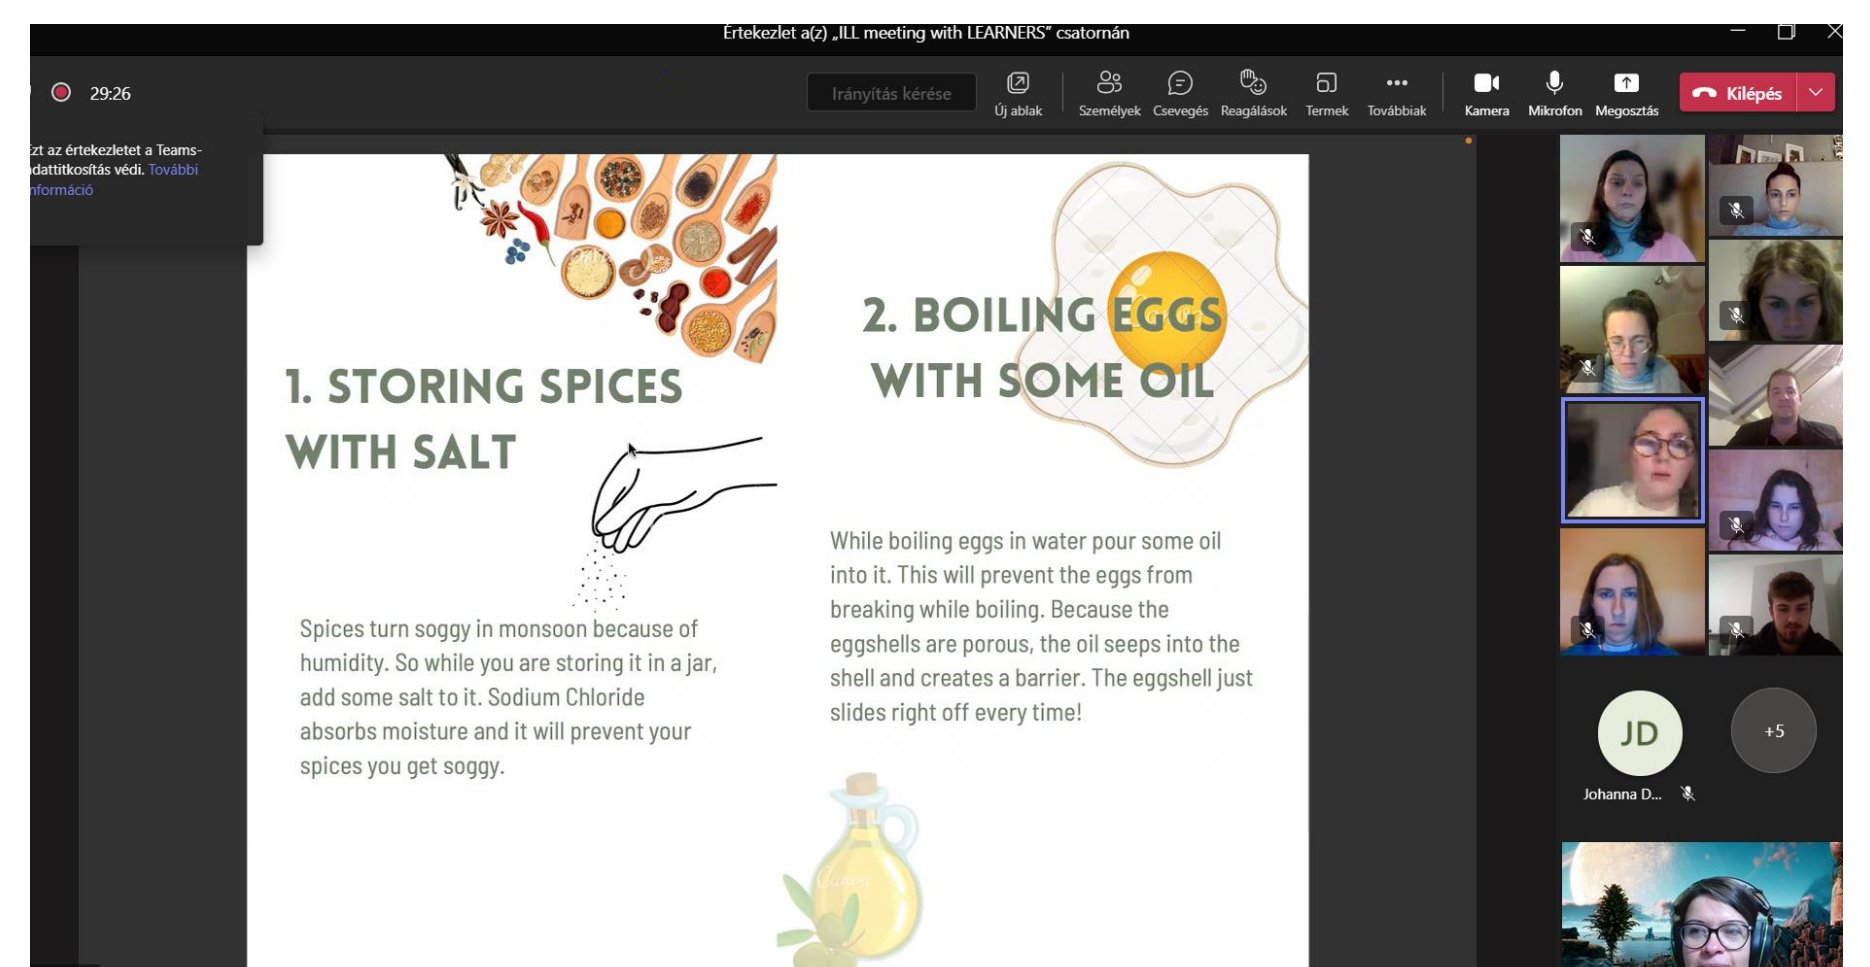 Értekezlet a(z) „ILL meeting with LEARNERS” csatornán
29:26
Irányítás kérése
Új ablak
Személyek
Csevegés
Reagálások
Termek
Továbbiak
Kamera
Mikrofon
Megosztás
Kilépés
zt az értekezletet a Teams-
dattitkosítás védi. További
nformáció
1. STORING SPICES
WITH SALT
Spices turn soggy in monsoon because of
humidity. So while you are storing it in a jar,
add some salt to it. Sodium Chloride
absorbs moisture and it will prevent your
spices you get soggy.
2. BOILING EGGS
WITH SOME OIL
While boiling eggs in water pour some oil
into it. This will prevent the eggs from
breaking while boiling. Because the
eggshells are porous, the oil seeps into the
shell and creates a barrier. The eggshell just
slides right off every time!
Canva
JD
+5
Johanna D...